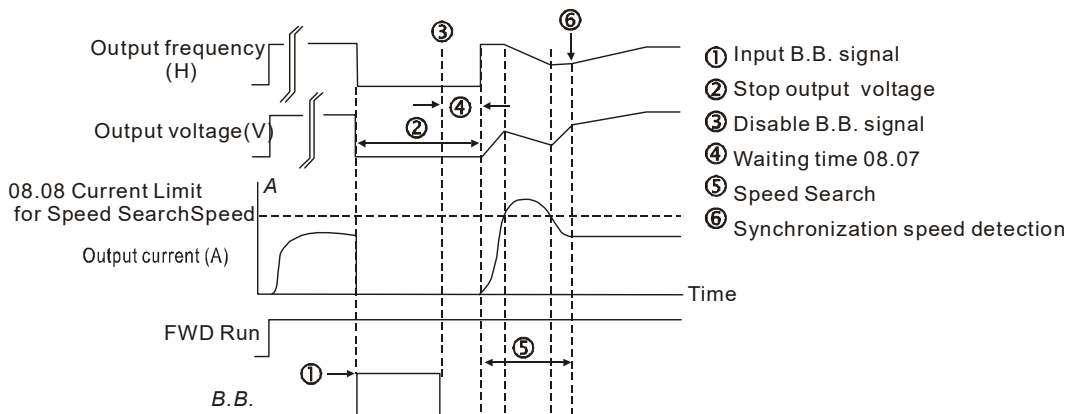 ⑥
③
Output frequency
(H)
① Input B.B. signal
② Stop output voltage
④
②
Output voltage(V)
③ Disable B.B. signal
④ Waiting time 08.07
08.08 Current Limit
for Speed SearchSpeed
A
⑤ Speed Search
⑥ Synchronization speed detection
Output current (A)
Time
FWD Run
⑤
①
B.B.